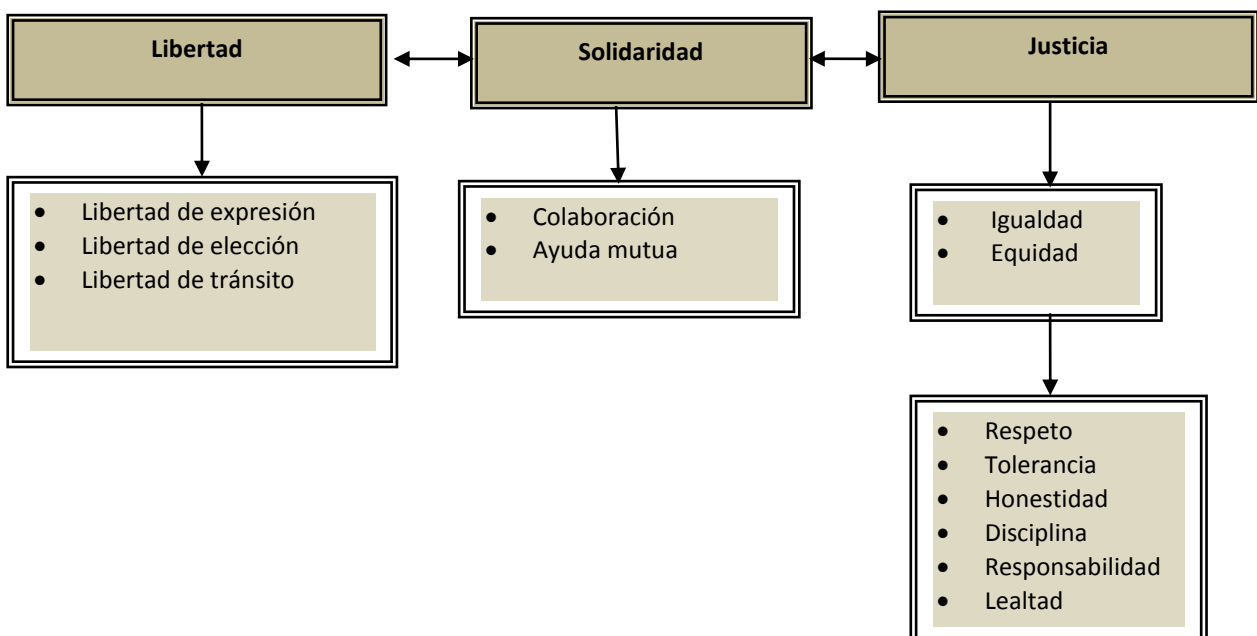 Libertad
Solidaridad
Justicia
• Libertad de expresión
• Libertad de elección
• Libertad de tránsito
• Colaboración
• Ayuda mutua
• Igualdad
• Equidad
• Respeto
• Tolerancia
• Honestidad
• Disciplina
• Responsabilidad
• Lealtad